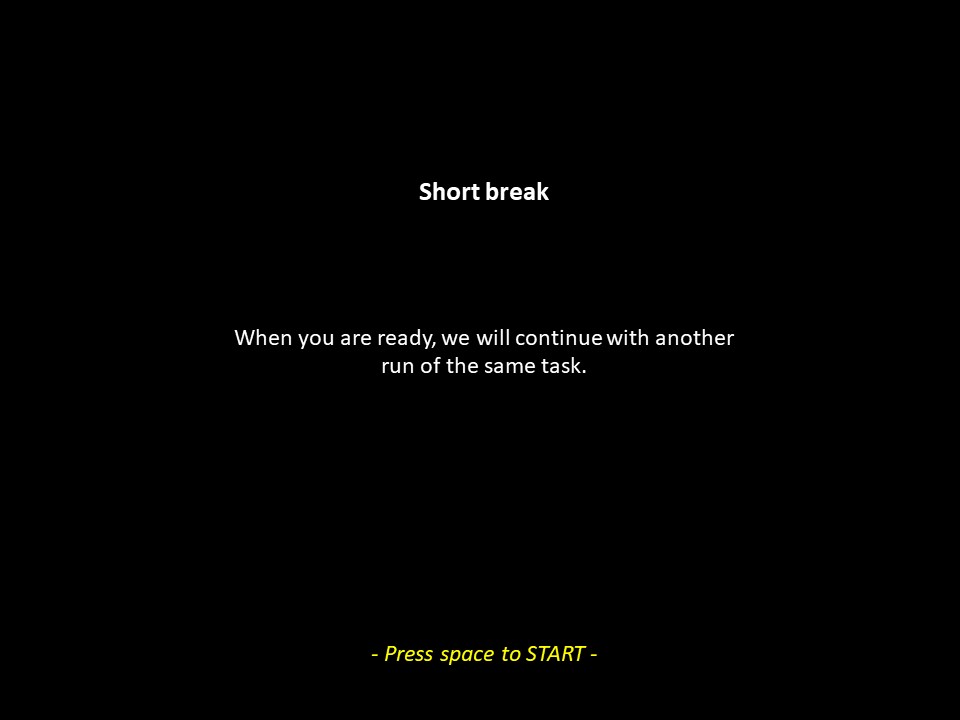 Short break
When you are ready, we will continue with another
run of the same task.
- Press space to START -